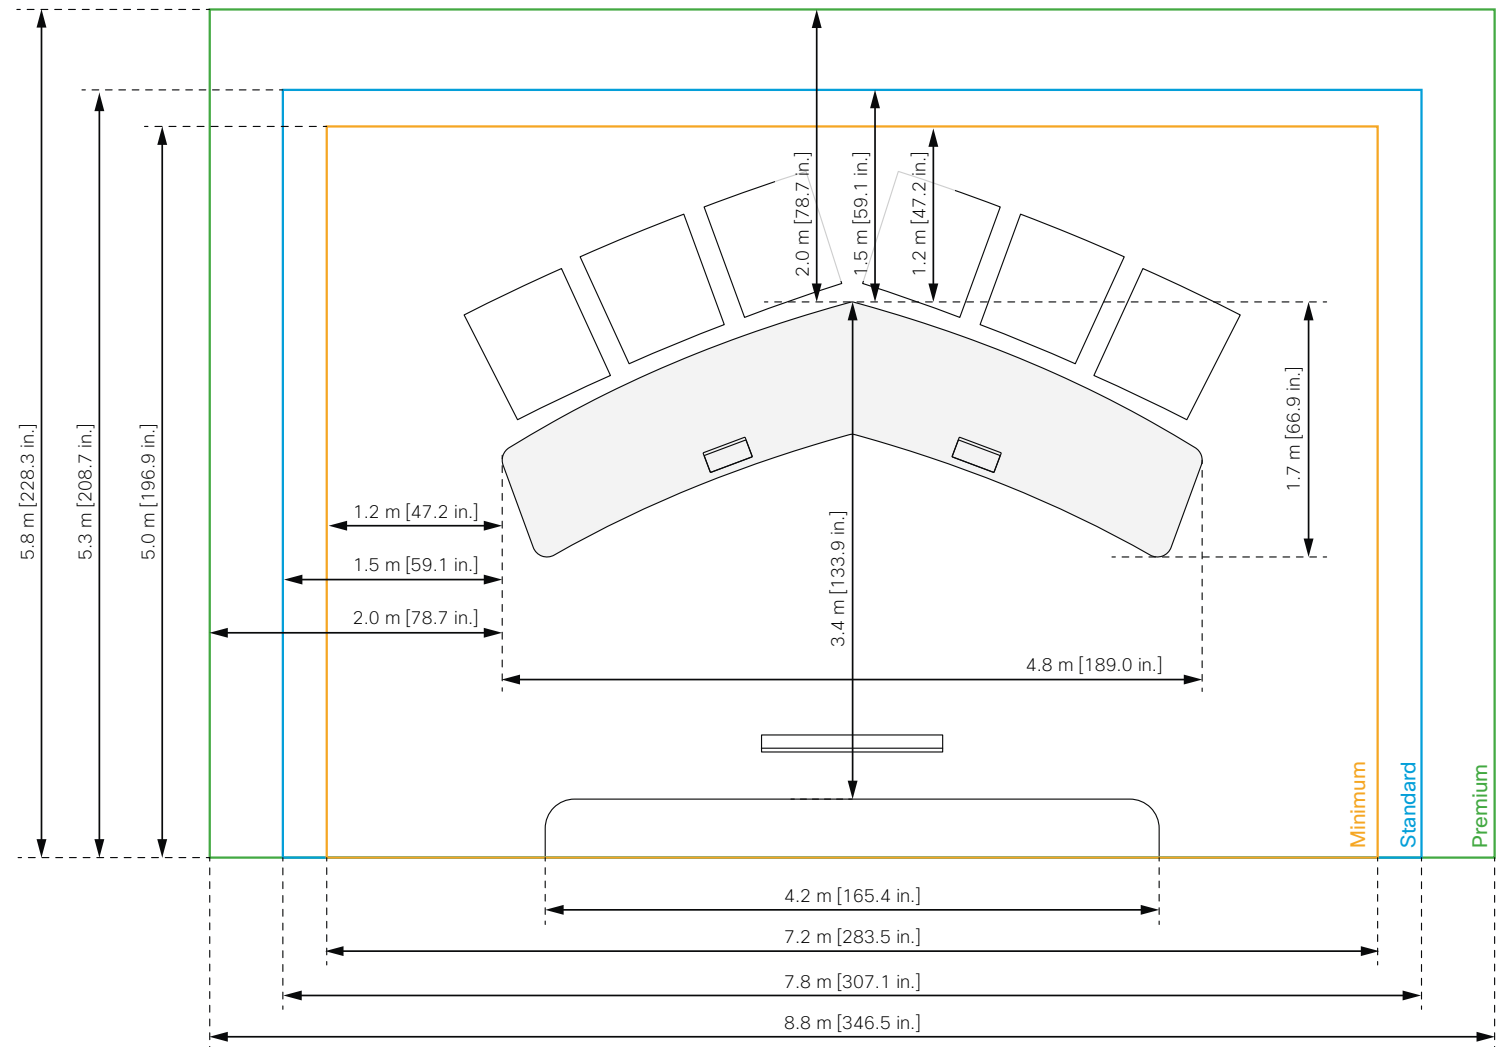 2.0 m [78.7 in.]
1.5 m [59.1 in.]
1.2 m [47.2 in.]
5.8 m [228.3 in.]
5.3 m [208.7 in.]
5.0 m [196.9 in.]
1.7 m [66.9 in.]
1.2 m [47.2 in.]
1.5 m [59.1 in.]
2.0 m [78.7 in.]
3.4 m [133.9 in.]
4.8 m [189.0 in.]
Minimum
Standard
Premium
4.2 m [165.4 in.]
7.2 m [283.5 in.]
7.8 m [307.1 in.]
8.8 m [346.5 in.]